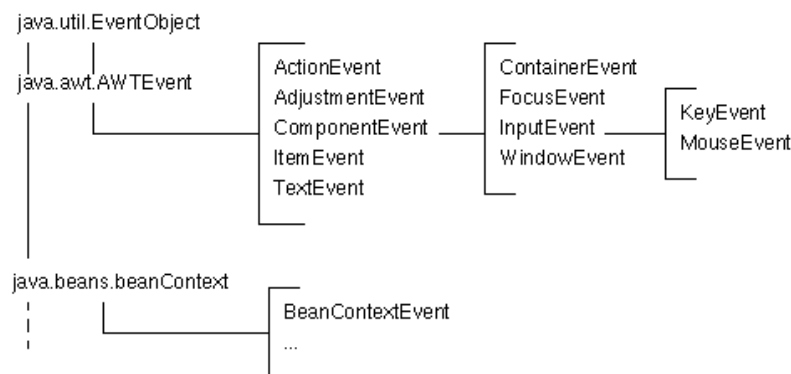 java.util.EventObject
java.awt.AWTEvent
ActionEvent
AdjustmentEvent
ComponentEvent
ItemEvent
TextEvent
ContainerEvent
FocusEvent
InputEvent
WindowEvent
KeyEvent
MouseEvent
java.beans.beanContext
BeanContextEvent
...